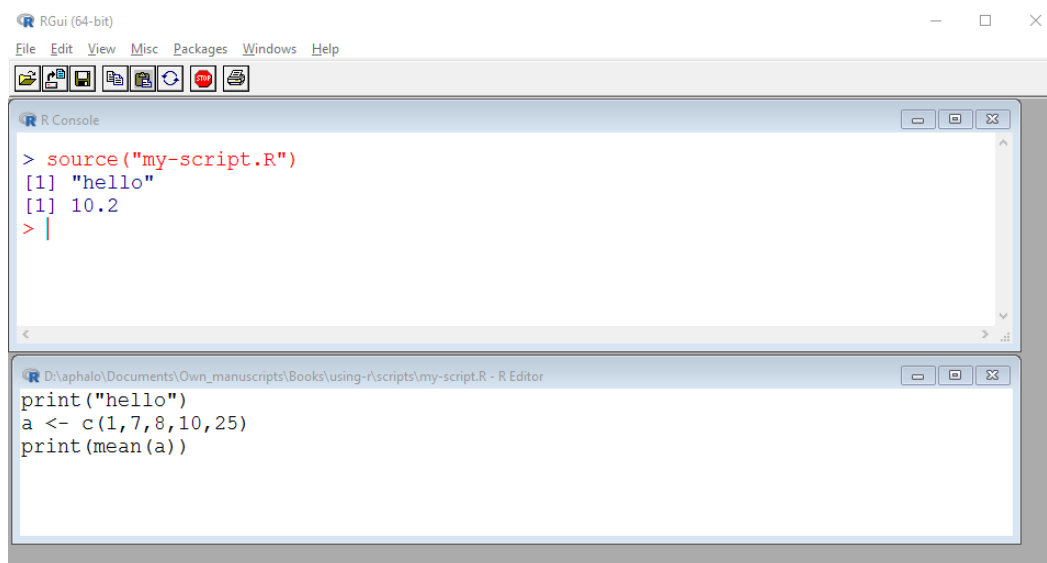 RGui (64-bit)
File Edit View Misc Packages Windows Help
STOP
R Console
> source("my-script.R")
[1] "hello"
[1] 10.2
>
D:\aphalo\Documents\Own_manuscripts\Books\using-r\scripts\my-script.R - R Editor
print("hello")
a <- c(1,7,8,10,25)
print(mean(a))